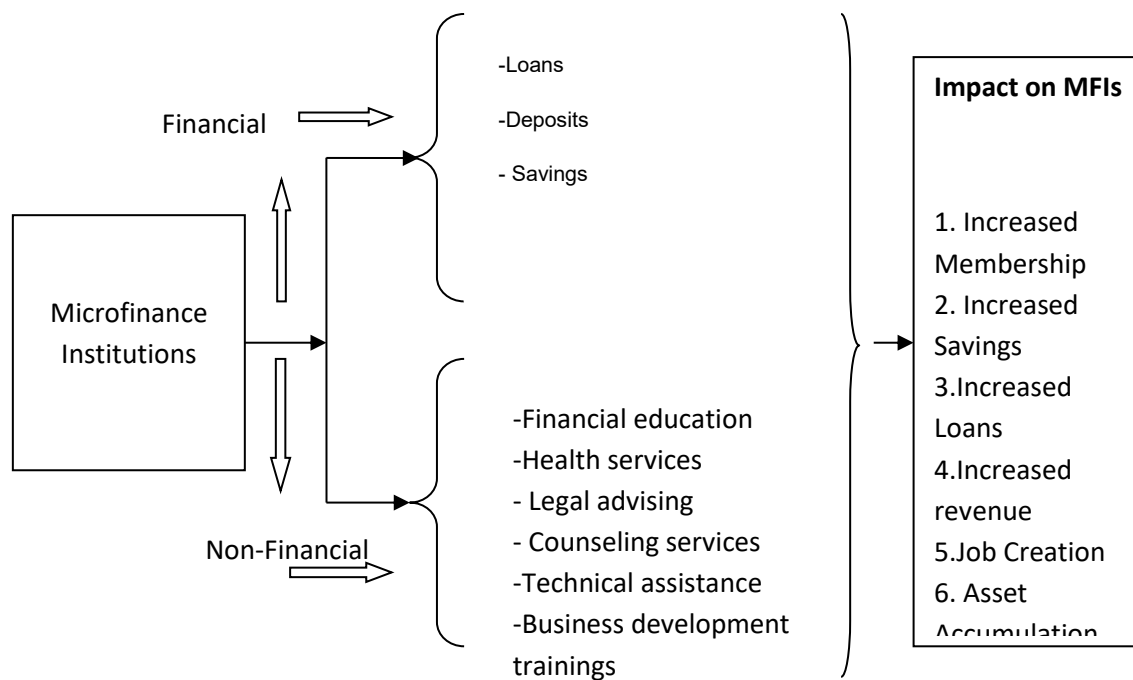 Financial
-Loans
-Deposits
- Savings
Microfinance
Institutions
Non-Financial
-Financial education
-Health services
- Legal advising
- Counseling services
-Technical assistance
-Business development
trainings
Impact on MFIs
1. Increased
Membership
2. Increased
Savings
3.Increased
Loans
4.Increased
revenue
5.Job Creation
6. Asset
Accumulation